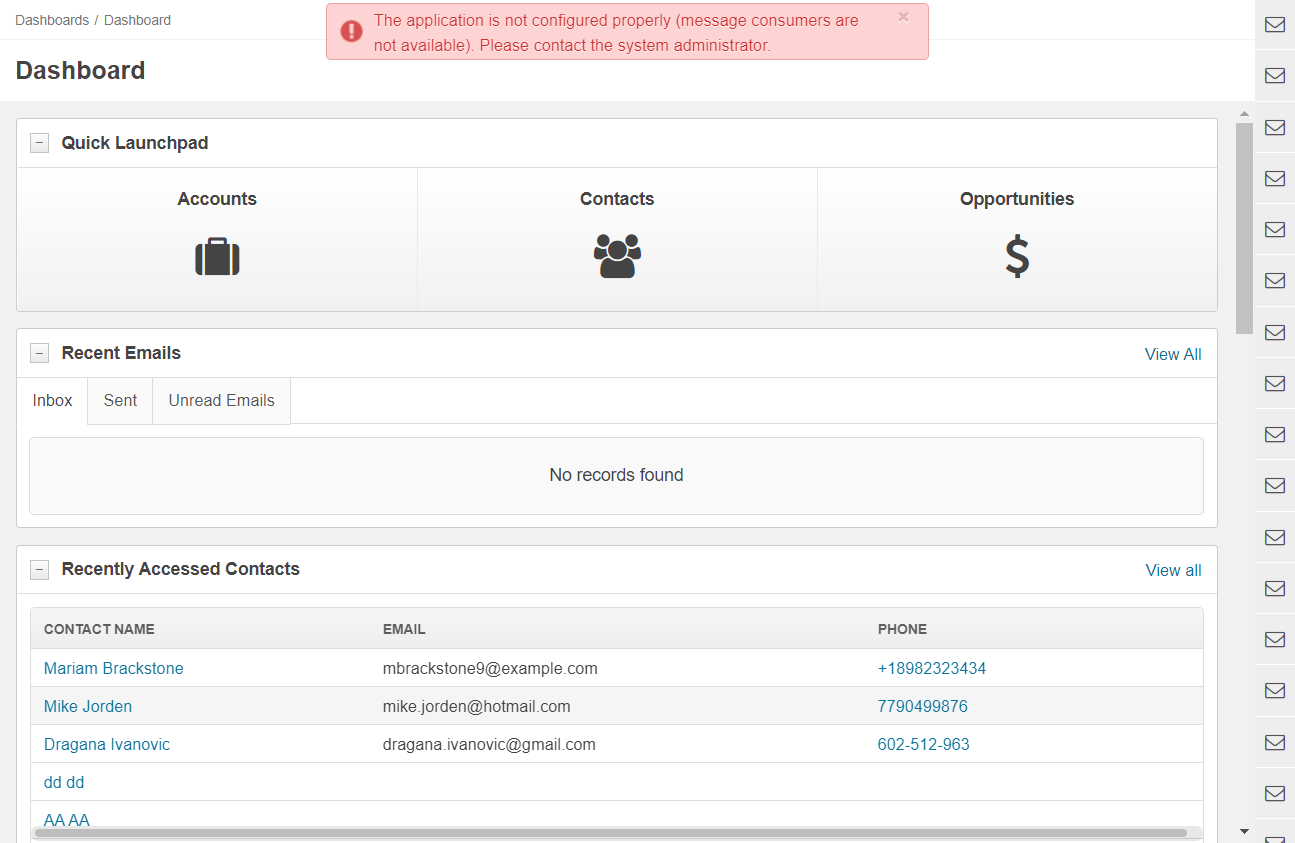 Dashboards / Dashboard
The application is not configured properly (message consumers are
not available). Please contact the system administrator.
×
Dashboard
Quick Launchpad
Accounts
Contacts
Opportunities
Recent Emails
View All
Inbox
Sent
Unread Emails
No records found
Recently Accessed Contacts
View all
CONTACT NAME EMAIL PHONE
Mariam Brackstone mbrackstone9@example.com +18982323434
Mike Jorden mike.jorden@hotmail.com 7790499876
Dragana Ivanovic dragana.ivanovic@gmail.com 602-512-963
dd dd
AA AA